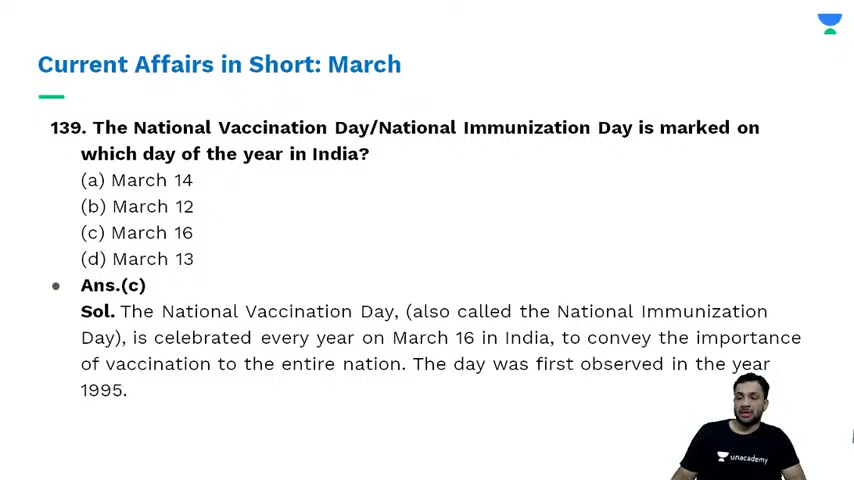 Current Affairs in Short: March
139. The National Vaccination Day/National Immunization Day is marked on
which day of the year in India?
(a) March 14
(b) March 12
(c) March 16
(d) March 13
● Ans.(c)
Sol. The National Vaccination Day, (also called the National Immunization
Day), is celebrated every year on March 16 in India, to convey the importance
of vaccination to the entire nation. The day was first observed in the year
1995.
unacademy